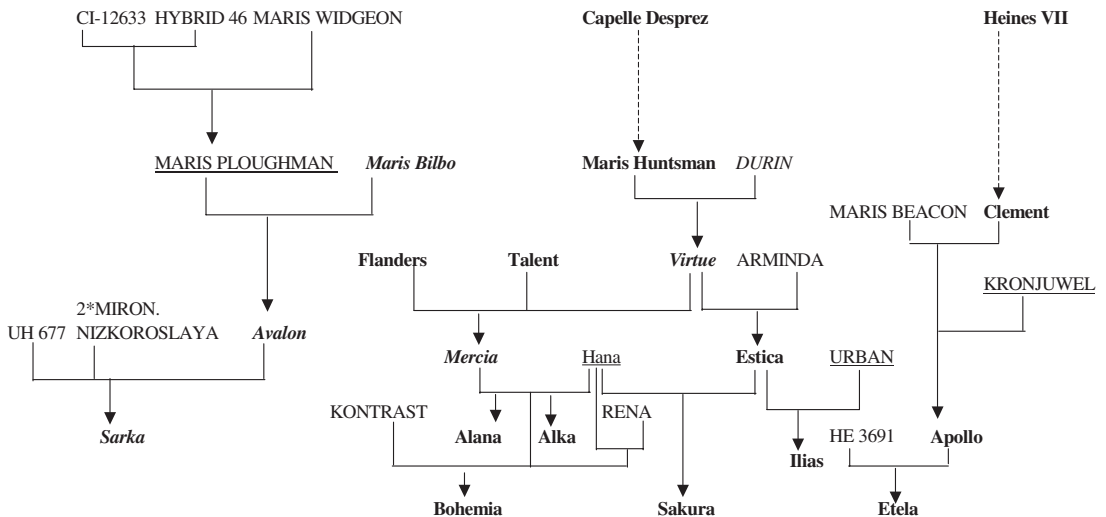 CI-12633 HYBRID 46 MARIS WIDGEON
Capelle Desprez
Heines VII
MARIS PLOUGHMAN
Maris Bilbo
Maris Huntsman
DURIN
MARIS BEACON
Clement
Flanders
Talent
Virtue
ARMINDA
KRONJUWEL
UH 677
2*MIRON.
NIZKOROSLAYA
Avalon
Mercia
Hana
Estica
URBAN
KONTRAST
RENA
Sarka
Alana
Alka
HE 3691
Apollo
Ilias
Bohemia
Sakura
Etela